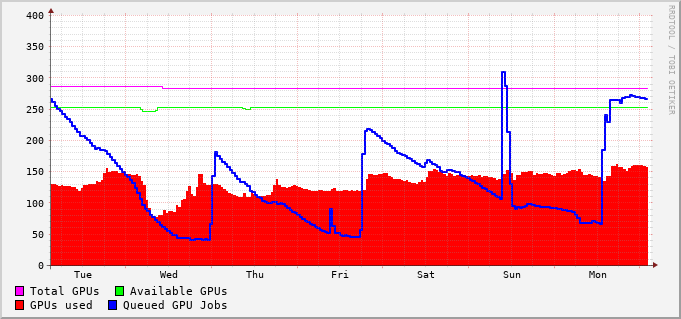 RRDTOOL / TOBI OETIKER
400
350
300
250
200
150
100
50
0
Tue Wed Thu Fri Sat Sun Mon
Total GPUs Available GPUs
GPUs used Queued GPU Jobs